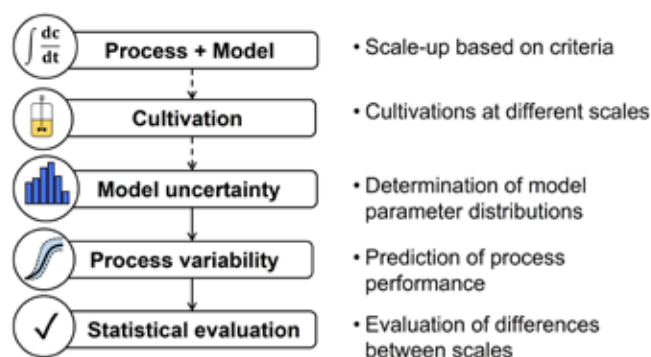 ∫ dc/dt
Process + Model
• Scale-up based on criteria
Cultivation
• Cultivations at different scales
Model uncertainty
• Determination of model
parameter distributions
Process variability
• Prediction of process
performance
Statistical evaluation
• Evaluation of differences
between scales